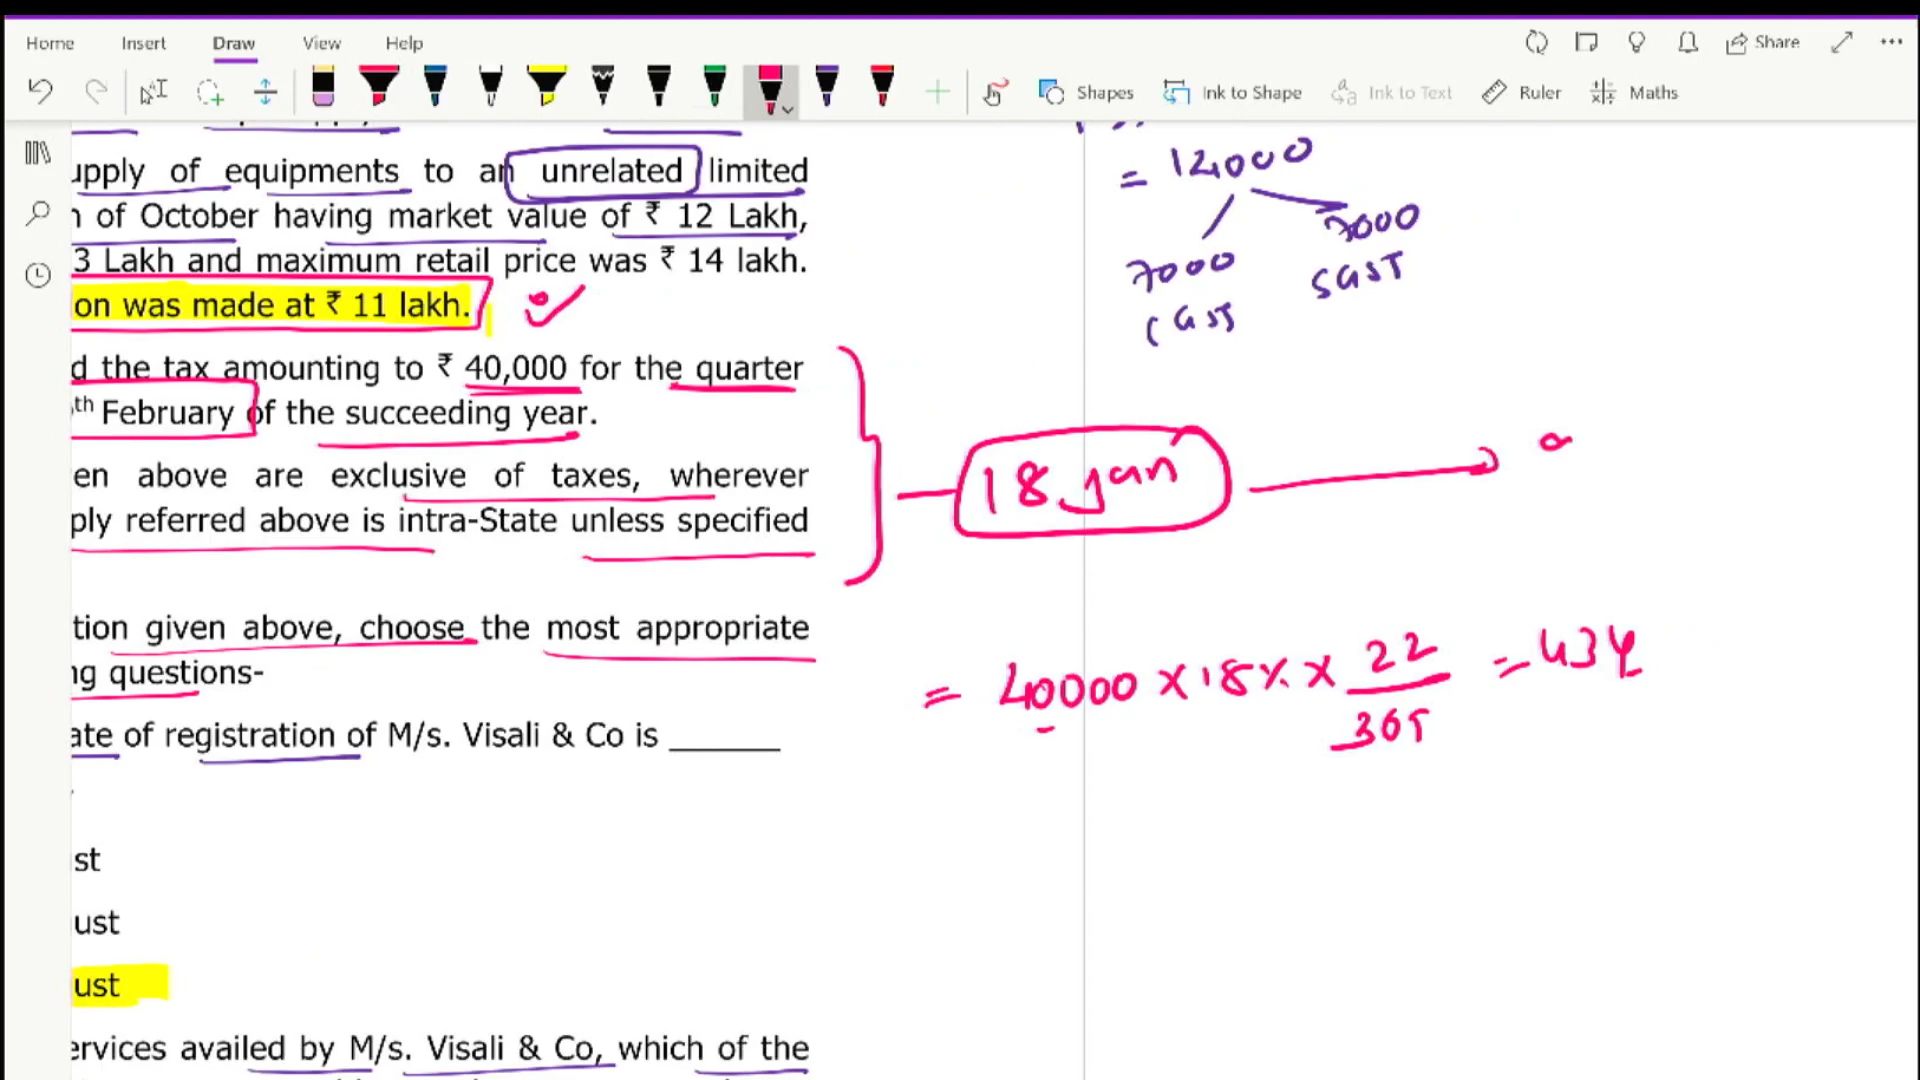 Home Insert Draw View Help Share
Shapes Ink to Shape Ink to Text Ruler Maths
upply of equipments to an unrelated limited
of October having market value of ₹ 12 Lakh,
3 Lakh and maximum retail price was ₹ 14 lakh.
on was made at ₹ 11 lakh.
d the tax amounting to ₹ 40,000 for the quarter
th February of the succeeding year.
en above are exclusive of taxes, wherever
ply referred above is intra-State unless specified
tion given above, choose the most appropriate
ng questions-
ate of registration of M/s. Visali & Co is ______
st
ust
ust
ervices availed by M/s. Visali & Co, which of the
= 14000
7000 CGST
7000 SGST
18 Jan
= 40000 × 18% × 22/365 = 434